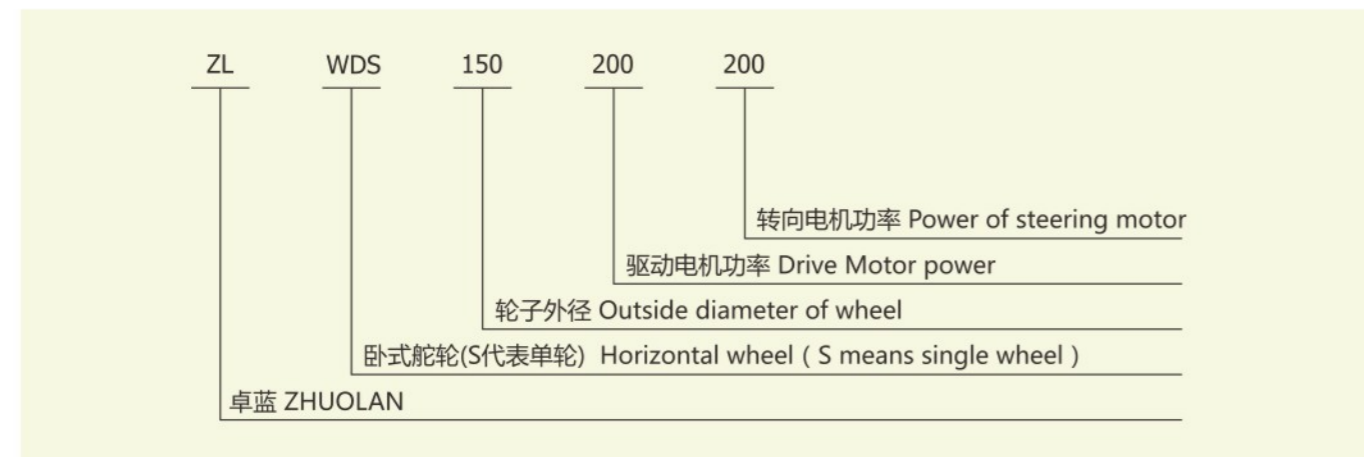 ZL WDS 150 200 200
转向电机功率 Power of steering motor
驱动电机功率 Drive Motor power
轮子外径 Outside diameter of wheel
卧式舵轮(S代表单轮) Horizontal wheel ( S means single wheel )
卓蓝 ZHUOLAN